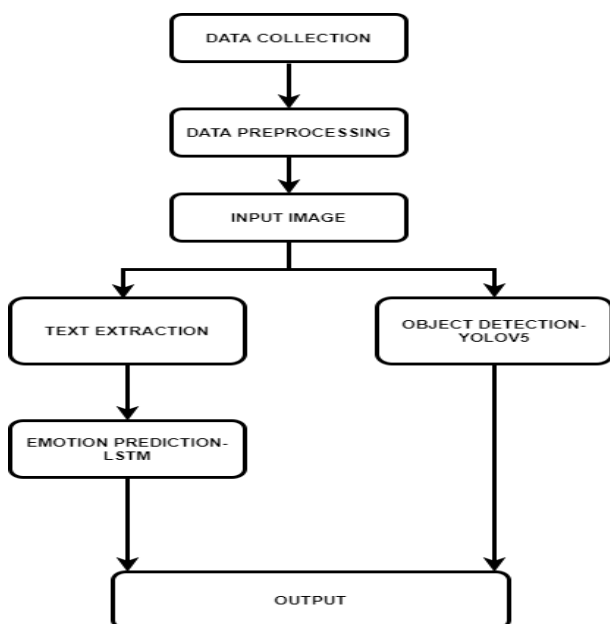 DATA COLLECTION
DATA PREPROCESSING
INPUT IMAGE
TEXT EXTRACTION
OBJECT DETECTION-
YOLOV5
EMOTION PREDICTION-
LSTM
OUTPUT